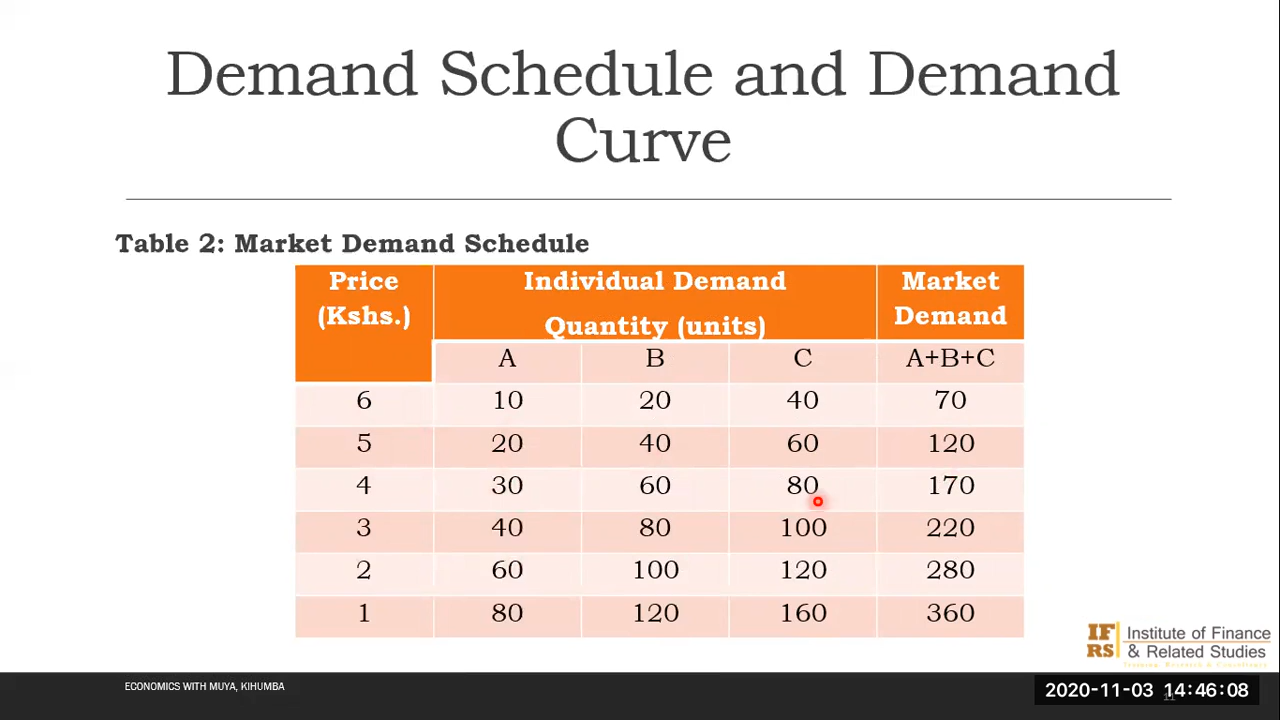 Demand Schedule and Demand
Curve
Table 2: Market Demand Schedule
Price
(Kshs.)
Individual Demand
Quantity (units)
Market
Demand
A B C A+B+C
6 10 20 40 70
5 20 40 60 120
4 30 60 80 170
3 40 80 100 220
2 60 100 120 280
1 80 120 160 360
IF
RS
Institute of Finance
& Related Studies
ECONOMICS WITH MUYA, KIHUMBA
2020-11-03 14:46:08
11